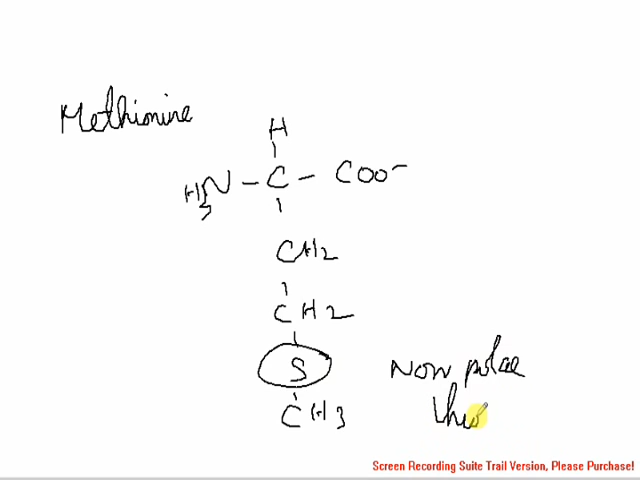 Methionine
H
H3N - C - COO-
CH2
CH2
S
CH3
Non polar
Screen Recording Suite Trail Version, Please Purchase!